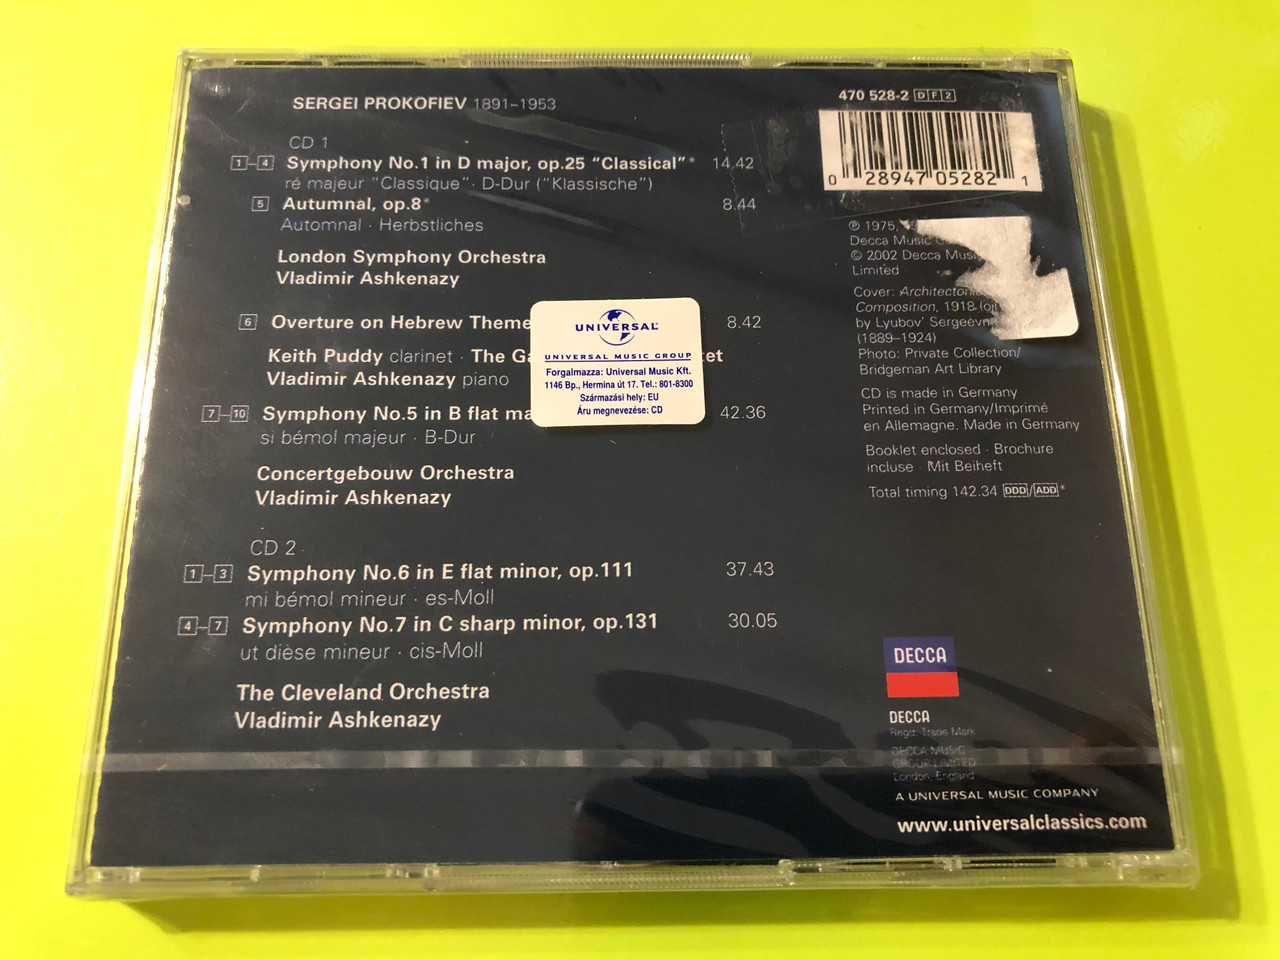 SERGEI PROKOFIEV 1891–1953
CD 1
1–4 Symphony No.1 in D major, op.25 “Classical”* 14.42
ré majeur “Classique” · D-Dur (“Klassische”)
5 Autumnal, op.8* 8.44
Automnal · Herbstliches
London Symphony Orchestra
Vladimir Ashkenazy
6 Overture on Hebrew Theme 8.42
Keith Puddy clarinet · The
Vladimir Ashkenazy piano
7–10 Symphony No.5 in B flat 42.36
si bémol majeur · B-Dur
Concertgebouw Orchestra
Vladimir Ashkenazy
CD 2
1–3 Symphony No.6 in E flat minor, op.111 37.43
mi bémol mineur · es-Moll
4–7 Symphony No.7 in C sharp minor, op.131 30.05
ut dièse mineur · cis-Moll
The Cleveland Orchestra
Vladimir Ashkenazy
UNIVERSAL
UNIVERSAL MUSIC GROUP
Forgalmazza: Universal Music Kft.
1146 Bp., Hermina út 17. Tel.: 801-8300
Származási hely: EU
Áru megnevezése: CD
470 528-2 D F 2
0 28947 05282 1
℗ 1975,
Decca Music
© 2002 Decca
Limited
Cover:
Composition, 1918
by Lyubov'
(1889–1924)
Photo: Private Collection/
Bridgeman Art Library
CD is made in Germany
Printed in Germany/Imprimé
en Allemagne. Made in Germany
Booklet enclosed · Brochure
incluse · Mit Beiheft
Total timing 142.34 DDD/ADD*
DECCA
DECCA
Regd. Trade Mark
DECCA MUSIC
GROUP LIMITED
London, England
A UNIVERSAL MUSIC COMPANY
www.universalclassics.com